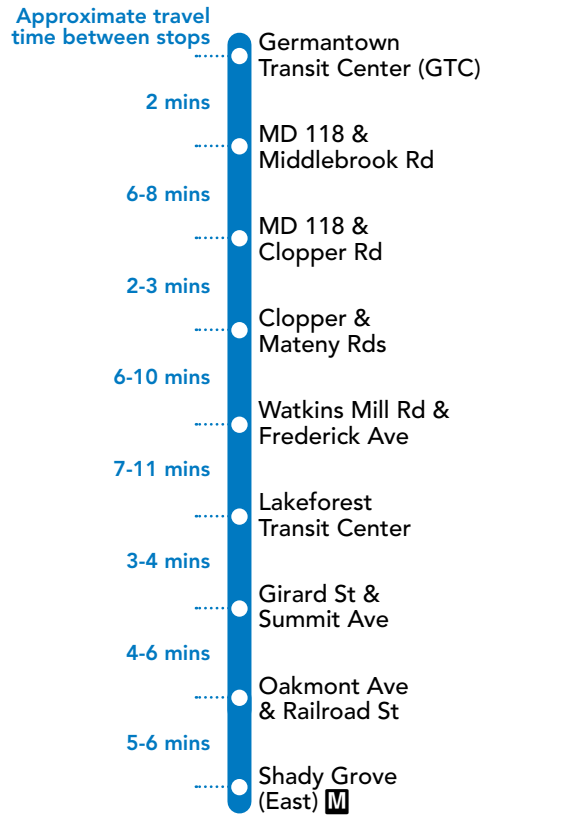 Approximate travel
time between stops
Germantown
Transit Center (GTC)
2 mins
MD 118 &
Middlebrook Rd
6-8 mins
MD 118 &
Clopper Rd
2-3 mins
Clopper &
Mateny Rds
6-10 mins
Watkins Mill Rd &
Frederick Ave
7-11 mins
Lakeforest
Transit Center
3-4 mins
Girard St &
Summit Ave
4-6 mins
Oakmont Ave
& Railroad St
5-6 mins
Shady Grove
(East) M